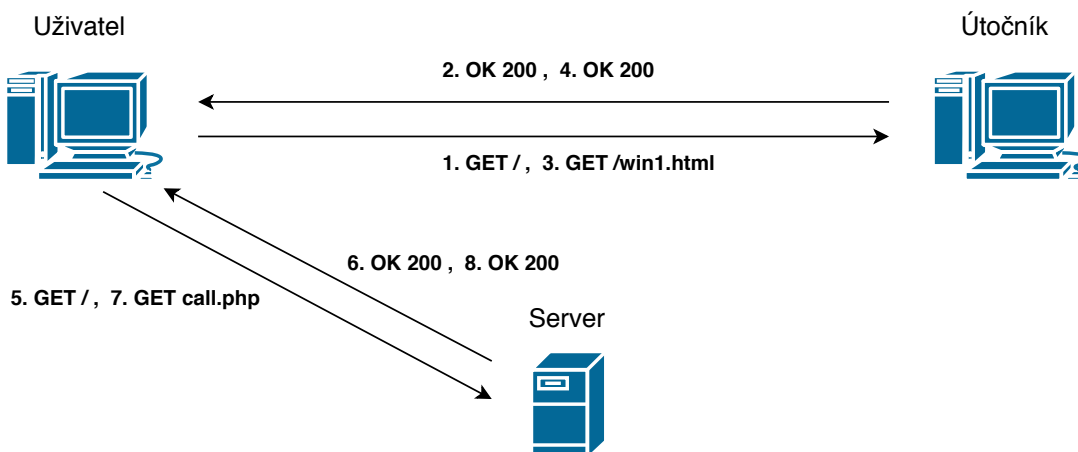 Uživatel
Útočník
2. OK 200 , 4. OK 200
1. GET / , 3. GET /win1.html
6. OK 200 , 8. OK 200
5. GET / , 7. GET call.php
Server